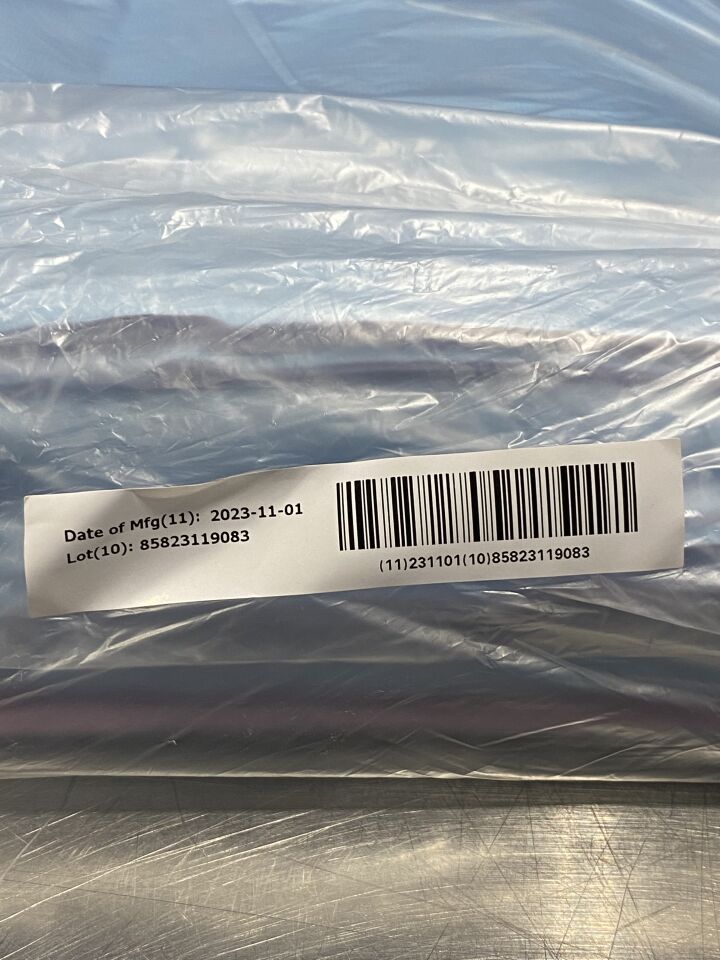 Date of Mfg(11): 2023-11-01
Lot(10): 85823119083
(11)231101(10)85823119083